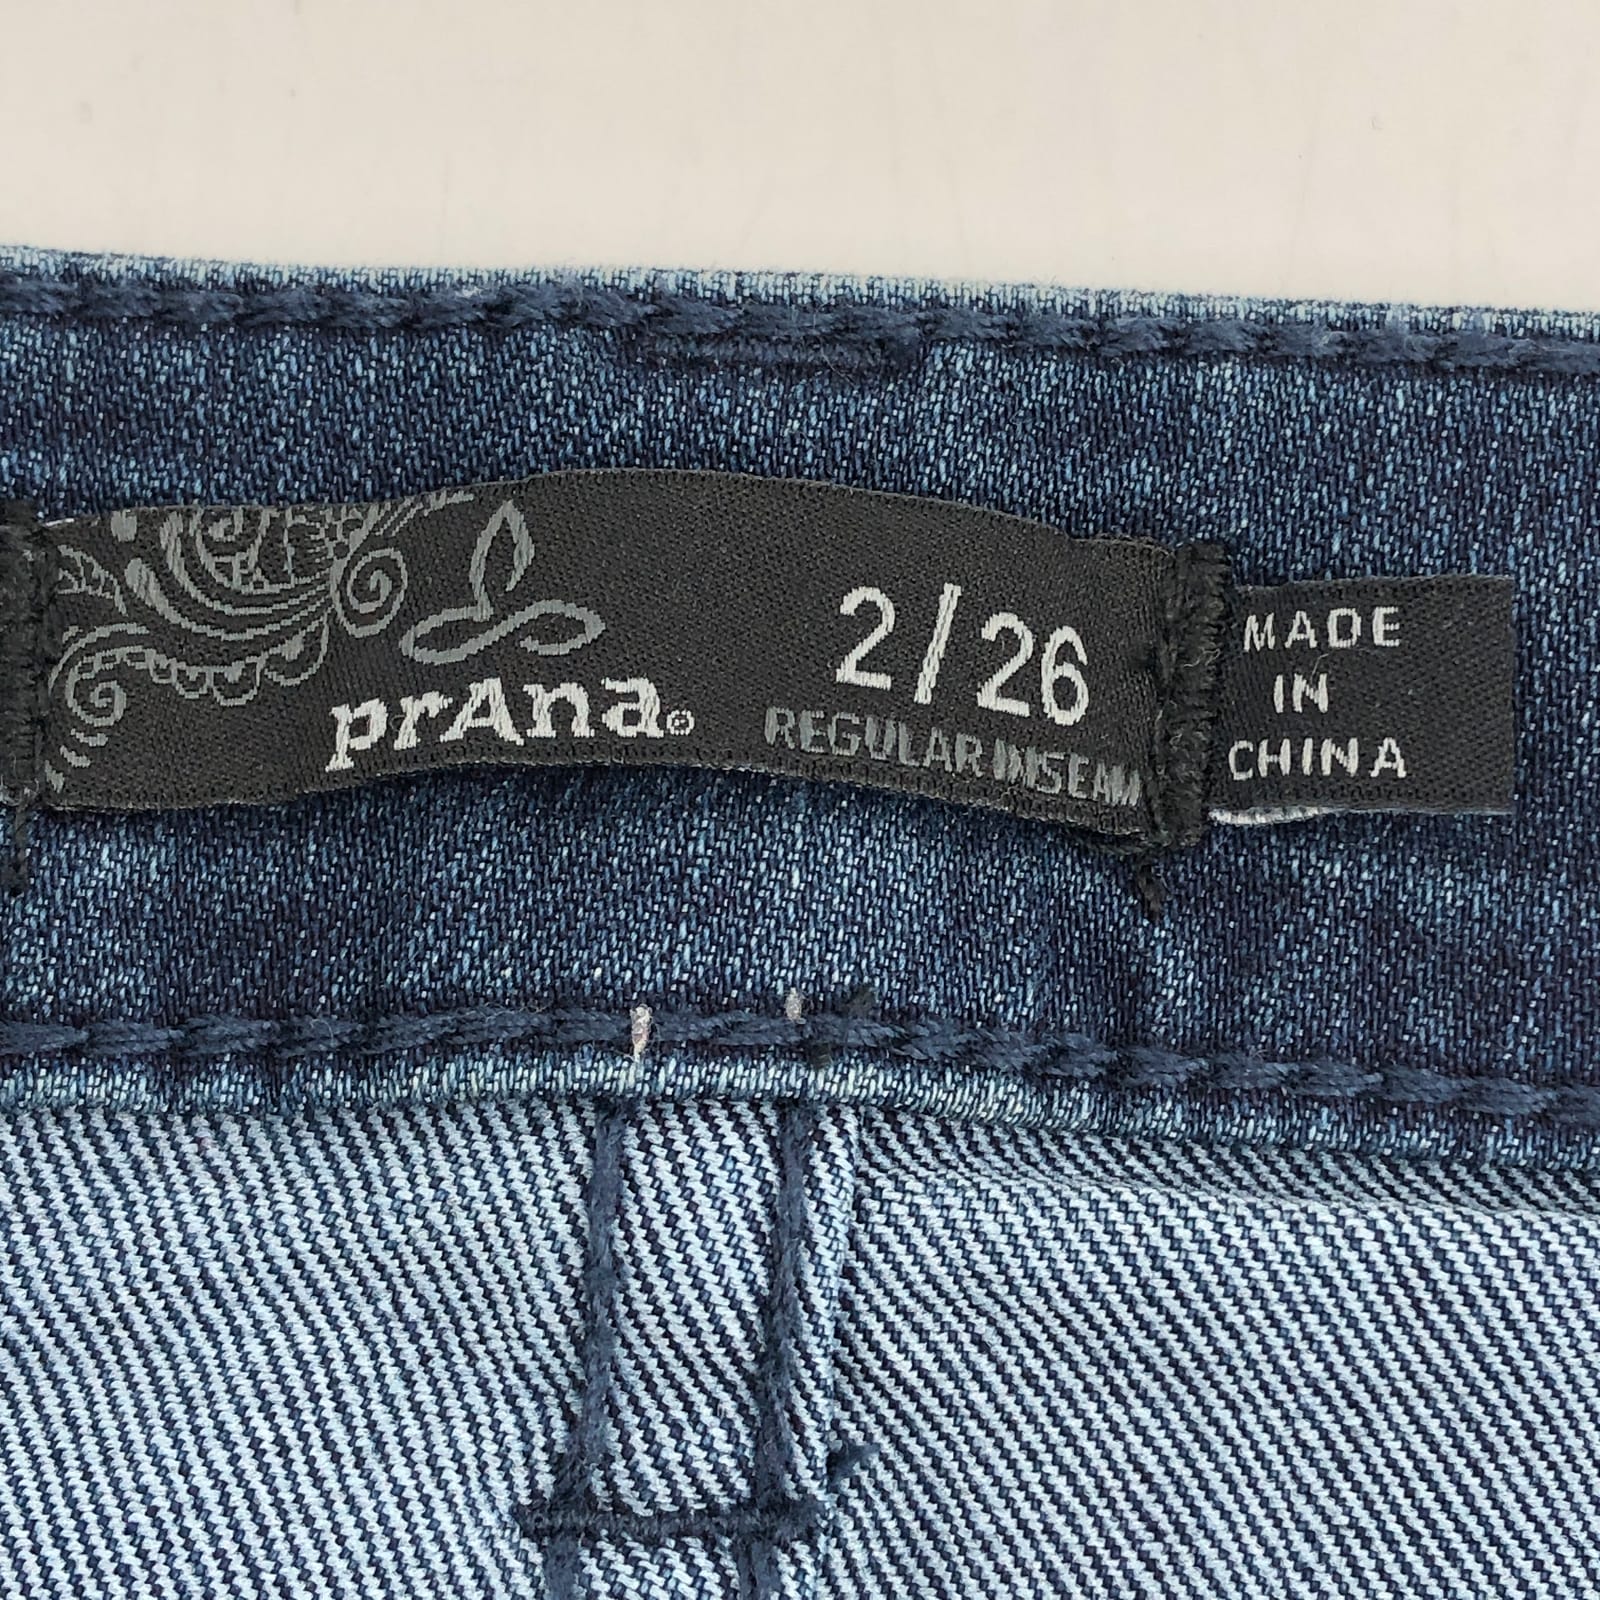 prAna®
2/26
REGULAR INSEAM
MADE
IN
CHINA